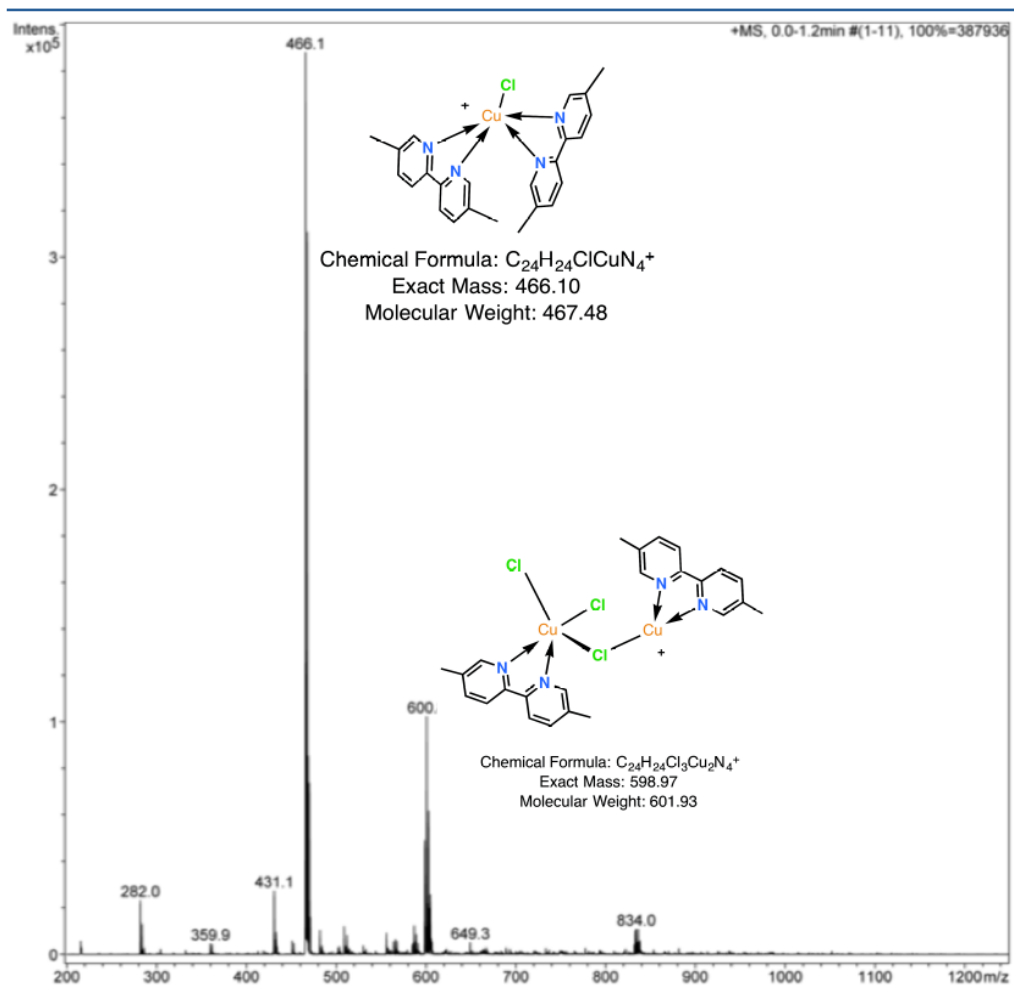 Intens.
x10⁵
+MS, 0.0-1.2min #(1-11), 100%=387936
466.1
Cl
+
Cu
N
N
N
N
Chemical Formula: C₂₄H₂₄ClCuN₄⁺
Exact Mass: 466.10
Molecular Weight: 467.48
3
2
Cl
Cl
Cu
Cl
Cu
+
N
N
N
N
1
600.
Chemical Formula: C₂₄H₂₄Cl₃Cu₂N₄⁺
Exact Mass: 598.97
Molecular Weight: 601.93
282.0
359.9
431.1
649.3
834.0
0
200 300 400 500 600 700 800 900 1000 1100 1200 m/z